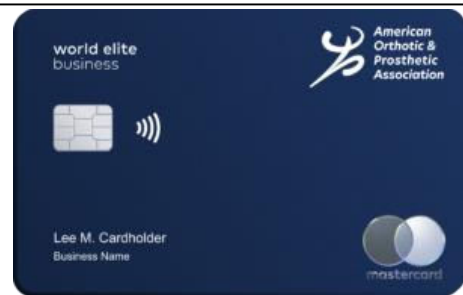 world elite
business
American
Orthotic &
Prosthetic
Association
Lee M. Cardholder
Business Name
mastercard